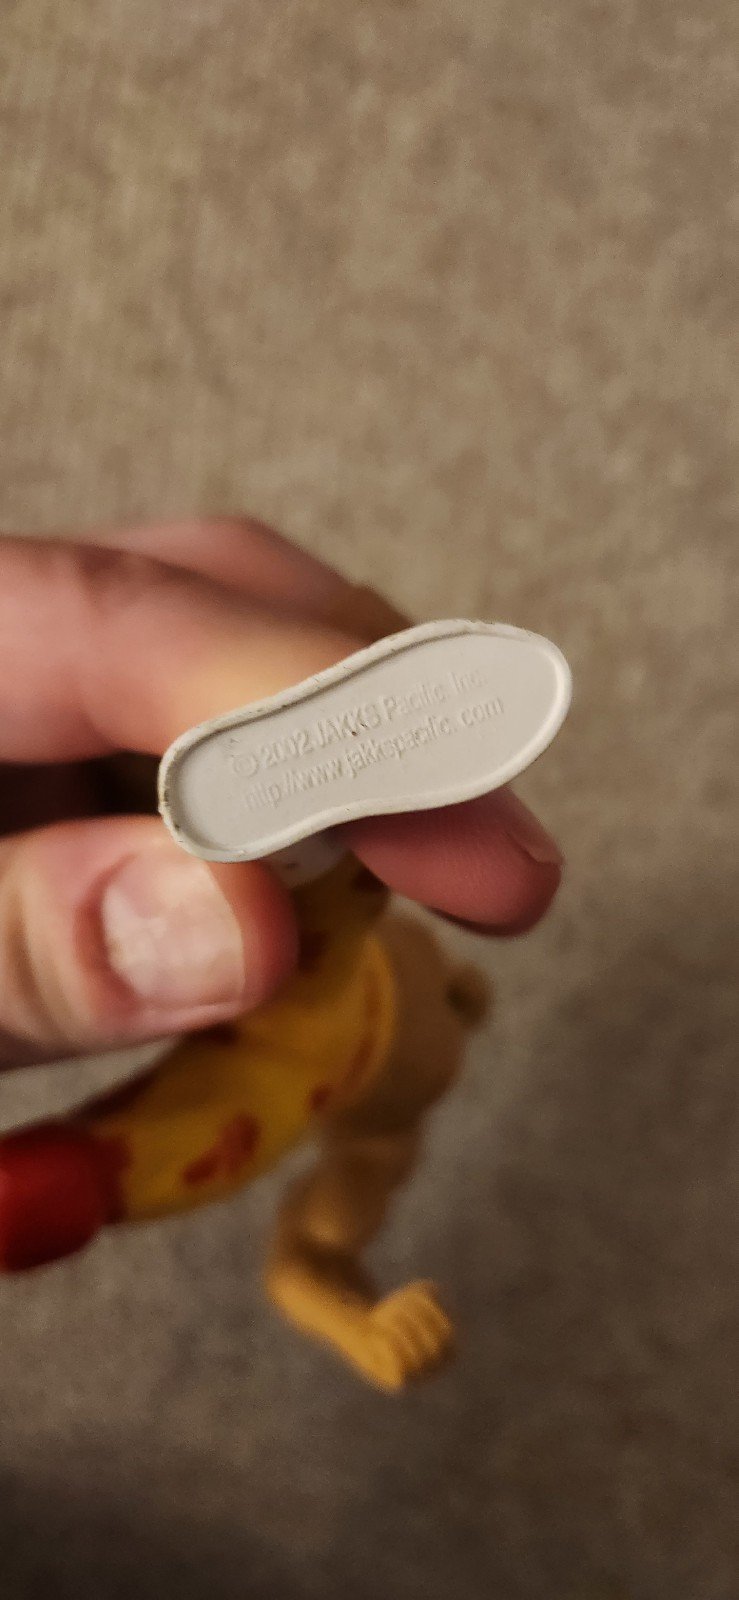 © 2002 JAKKS Pacific, Inc.
http://www.jakkspacific.com